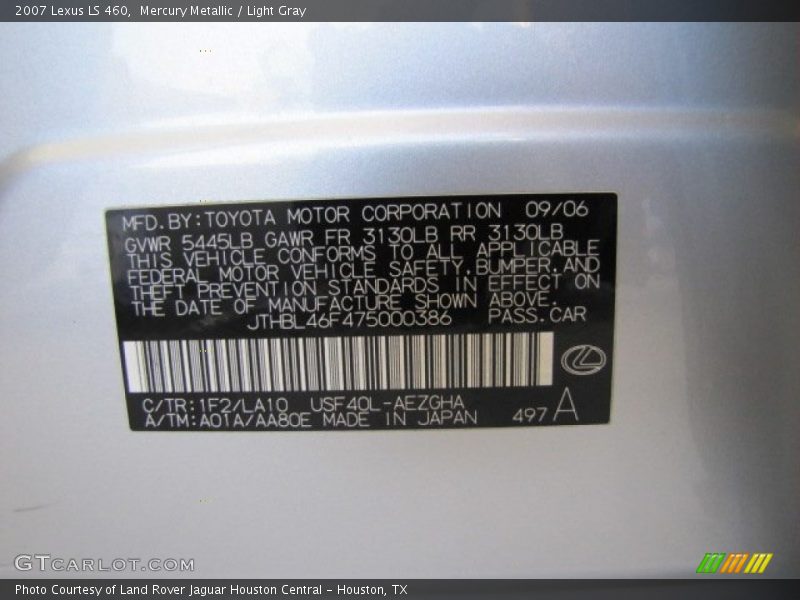 2007 Lexus LS 460,  Mercury Metallic / Light Gray
MFD.BY:TOYOTA MOTOR CORPORATION 09/06
GVWR 5445LB GAWR FR 3130LB RR 3130LB
THIS VEHICLE CONFORMS TO ALL APPLICABLE
FEDERAL MOTOR VEHICLE SAFETY,BUMPER,AND
THEFT PREVENTION STANDARDS IN EFFECT ON
THE DATE OF MANUFACTURE SHOWN ABOVE.
JTHBL46F475000386 PASS.CAR
C/TR:1F2/LA10 USF40L-AEZGHA
A/TM:A01A/AA80E MADE IN JAPAN 497 A
GTCARLOT.COM
Photo Courtesy of Land Rover Jaguar Houston Central - Houston, TX